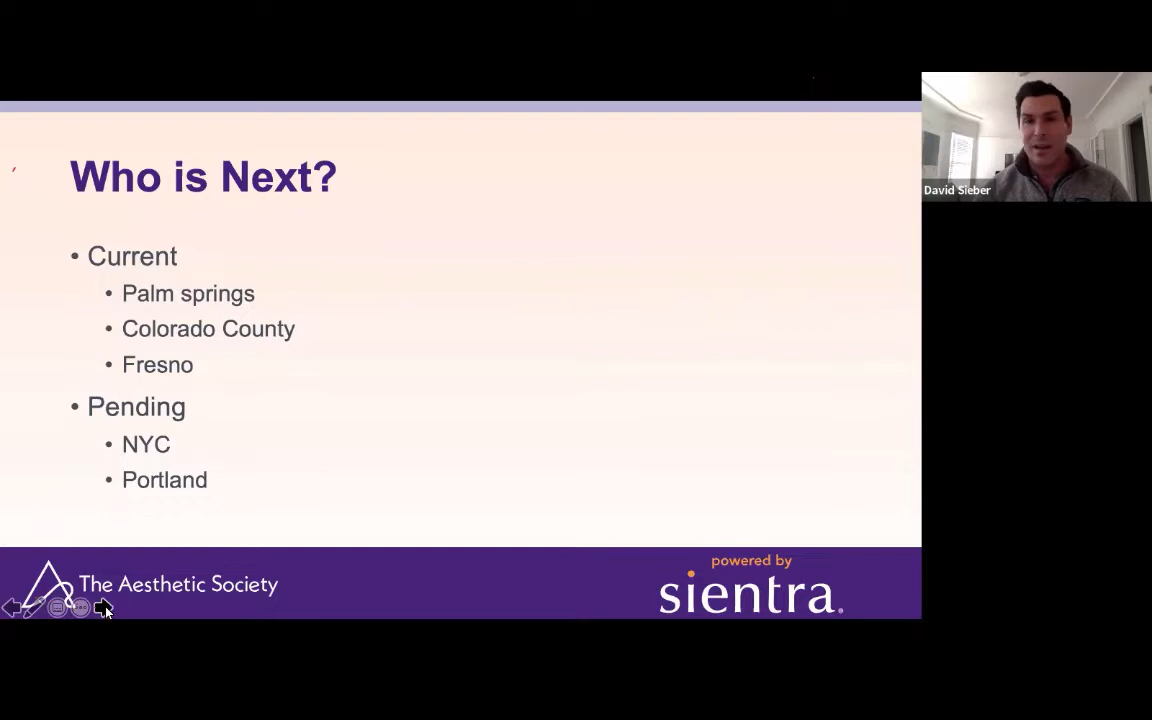 Who is Next?
• Current
• Palm springs
• Colorado County
• Fresno
• Pending
• NYC
• Portland
The Aesthetic Society
powered by
sientra®
David Sieber